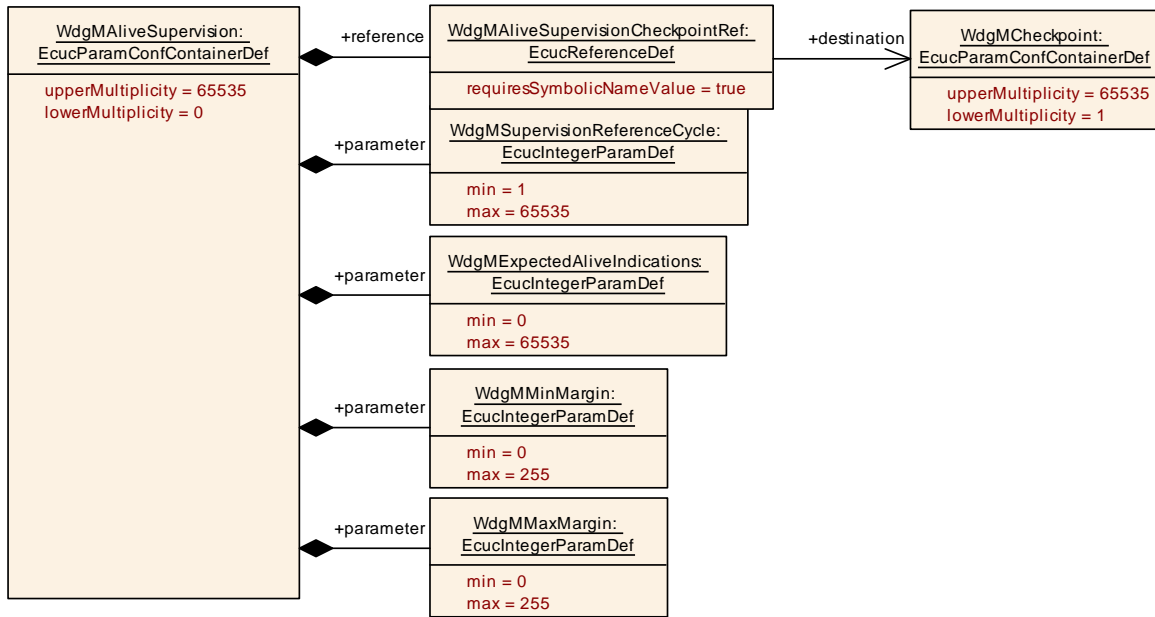 WdgMAliveSupervision:
EcucParamConfContainerDef
upperMultiplicity = 65535
lowerMultiplicity = 0
+reference
WdgMAliveSupervisionCheckpointRef:
EcucReferenceDef
requiresSymbolicNameValue = true
+destination
WdgMCheckpoint:
EcucParamConfContainerDef
upperMultiplicity = 65535
lowerMultiplicity = 1
+parameter
WdgMSupervisionReferenceCycle:
EcucIntegerParamDef
min = 1
max = 65535
+parameter
WdgMExpectedAliveIndications:
EcucIntegerParamDef
min = 0
max = 65535
+parameter
WdgMMinMargin:
EcucIntegerParamDef
min = 0
max = 255
+parameter
WdgMMaxMargin:
EcucIntegerParamDef
min = 0
max = 255